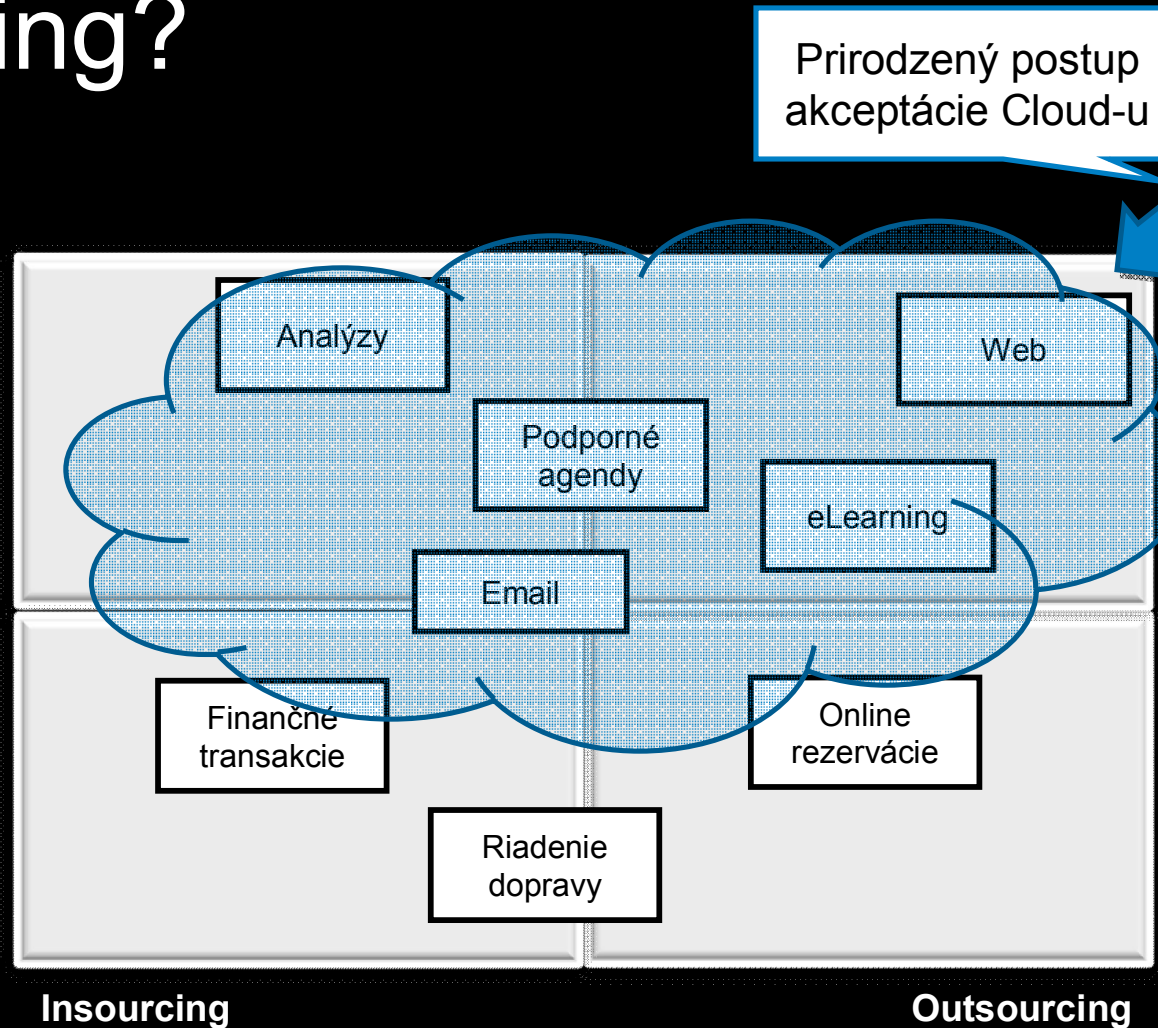 ing?
Prirodzený postup
akceptácie Cloud-u
Analýzy
Web
Podporné
agendy
eLearning
Email
Finančné
transakcie
Online
rezervácie
Riadenie
dopravy
Insourcing
Outsourcing